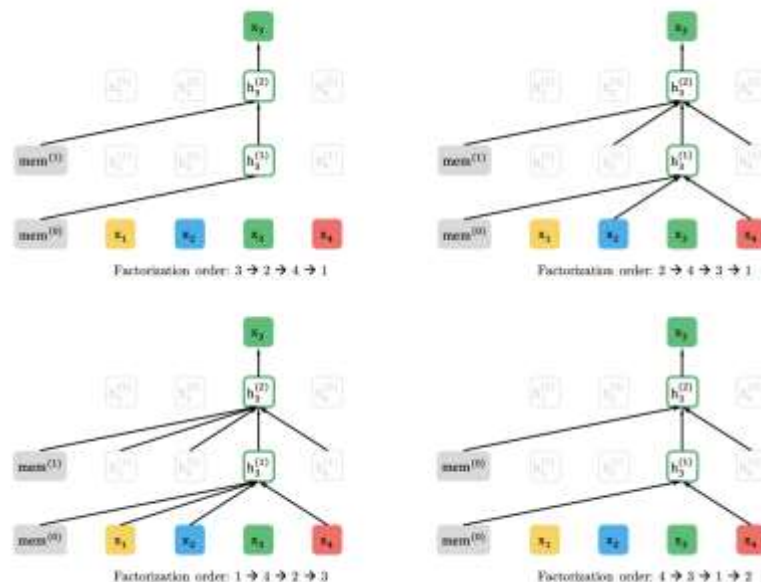 x₃
x₃
h₃⁽²⁾
h₃⁽²⁾
mem⁽¹⁾
h₃⁽¹⁾
mem⁽¹⁾
h₃⁽¹⁾
mem⁽⁰⁾ x₁ x₂ x₃ x₄
mem⁽⁰⁾ x₁ x₂ x₃ x₄
Factorization order: 3 → 2 → 4 → 1
Factorization order: 2 → 4 → 3 → 1
x₃
x₃
h₃⁽²⁾
h₃⁽²⁾
mem⁽¹⁾
h₃⁽¹⁾
mem⁽⁰⁾
h₃⁽¹⁾
mem⁽⁰⁾ x₁ x₂ x₃ x₄
mem⁽⁰⁾ x₁ x₂ x₃ x₄
Factorization order: 1 → 4 → 2 → 3
Factorization order: 4 → 3 → 1 → 2